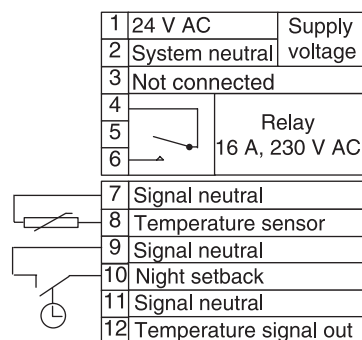 1 24 V AC Supply
2 System neutral voltage
3 Not connected
4
5 Relay
6 16 A, 230 V AC
7 Signal neutral
8 Temperature sensor
9 Signal neutral
10 Night setback
11 Signal neutral
12 Temperature signal out